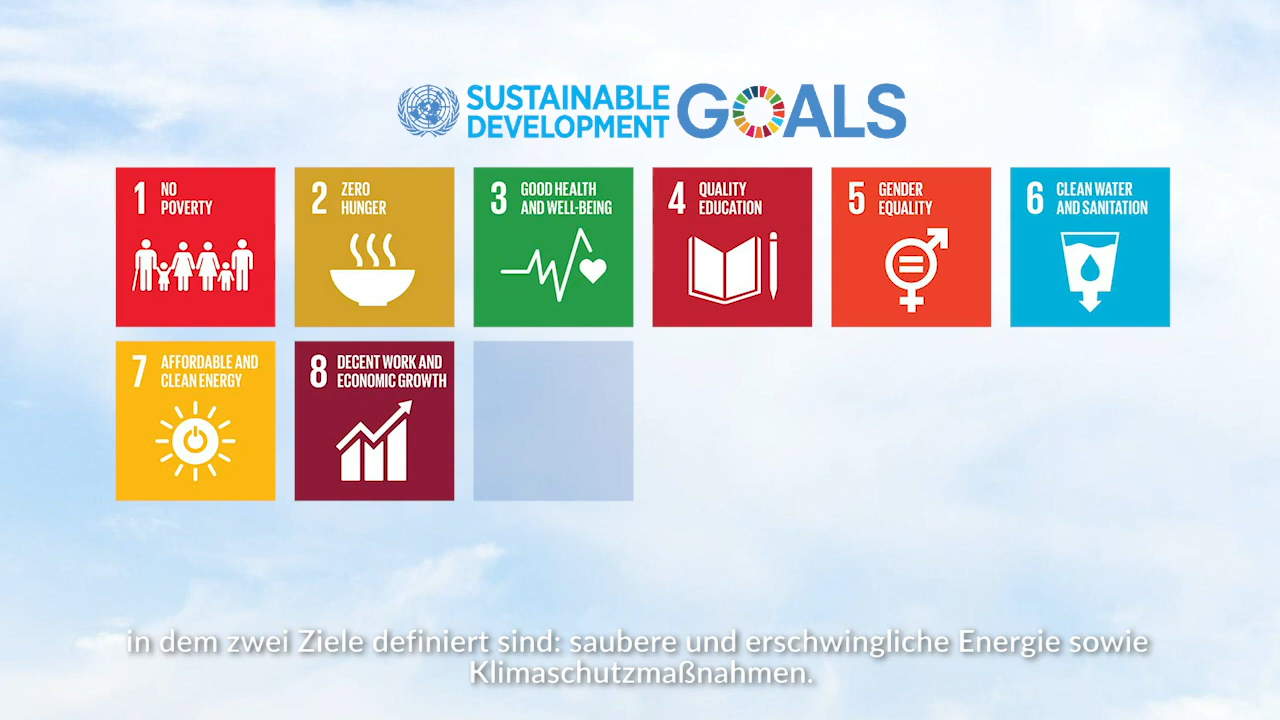 SUSTAINABLE
DEVELOPMENT
GOALS
1 NO
POVERTY
2 ZERO
HUNGER
3 GOOD HEALTH
AND WELL-BEING
4 QUALITY
EDUCATION
5 GENDER
EQUALITY
6 CLEAN WATER
AND SANITATION
7 AFFORDABLE AND
CLEAN ENERGY
8 DECENT WORK AND
ECONOMIC GROWTH
in dem zwei Ziele definiert sind: saubere und erschwingliche Energie sowie
Klimaschutzmaßnahmen.